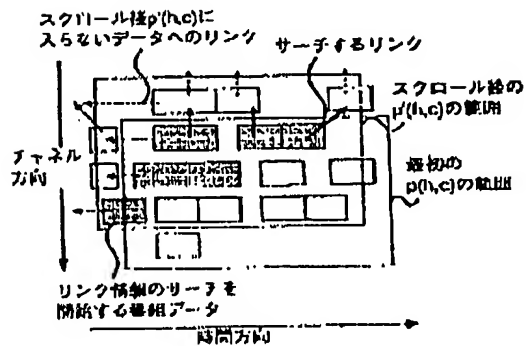 スクロール後p'(h,c)に
入らないデータへのリンク
サーチするリンク
スクロール後の
p'(h,c)の範囲
チャネル
方向
最初の
p(h,c)の範囲
リンク情報のサーチを
開始する番組データ
時間方向